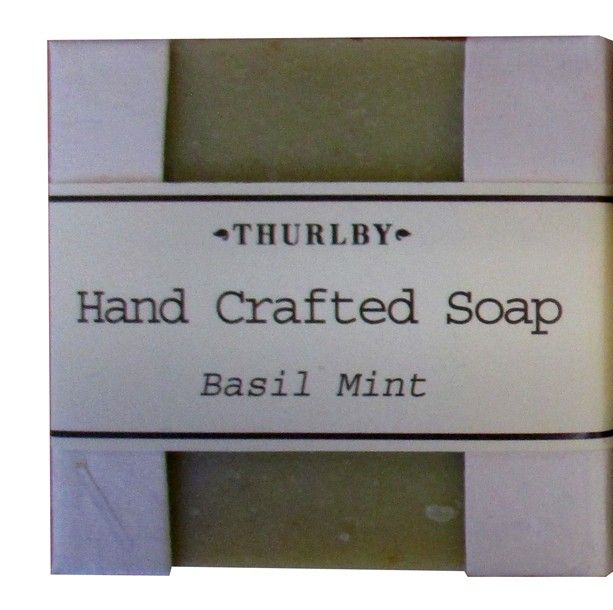 THURLBY
Hand Crafted Soap
Basil Mint